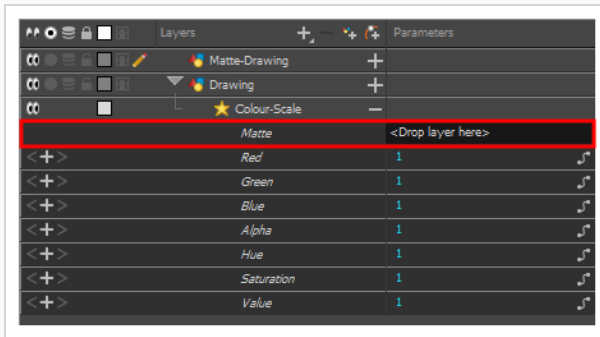 Layers Parameters
Matte-Drawing
Drawing
Colour-Scale
Matte <Drop layer here>
Red 1
Green 1
Blue 1
Alpha 1
Hue 1
Saturation 1
Value 1